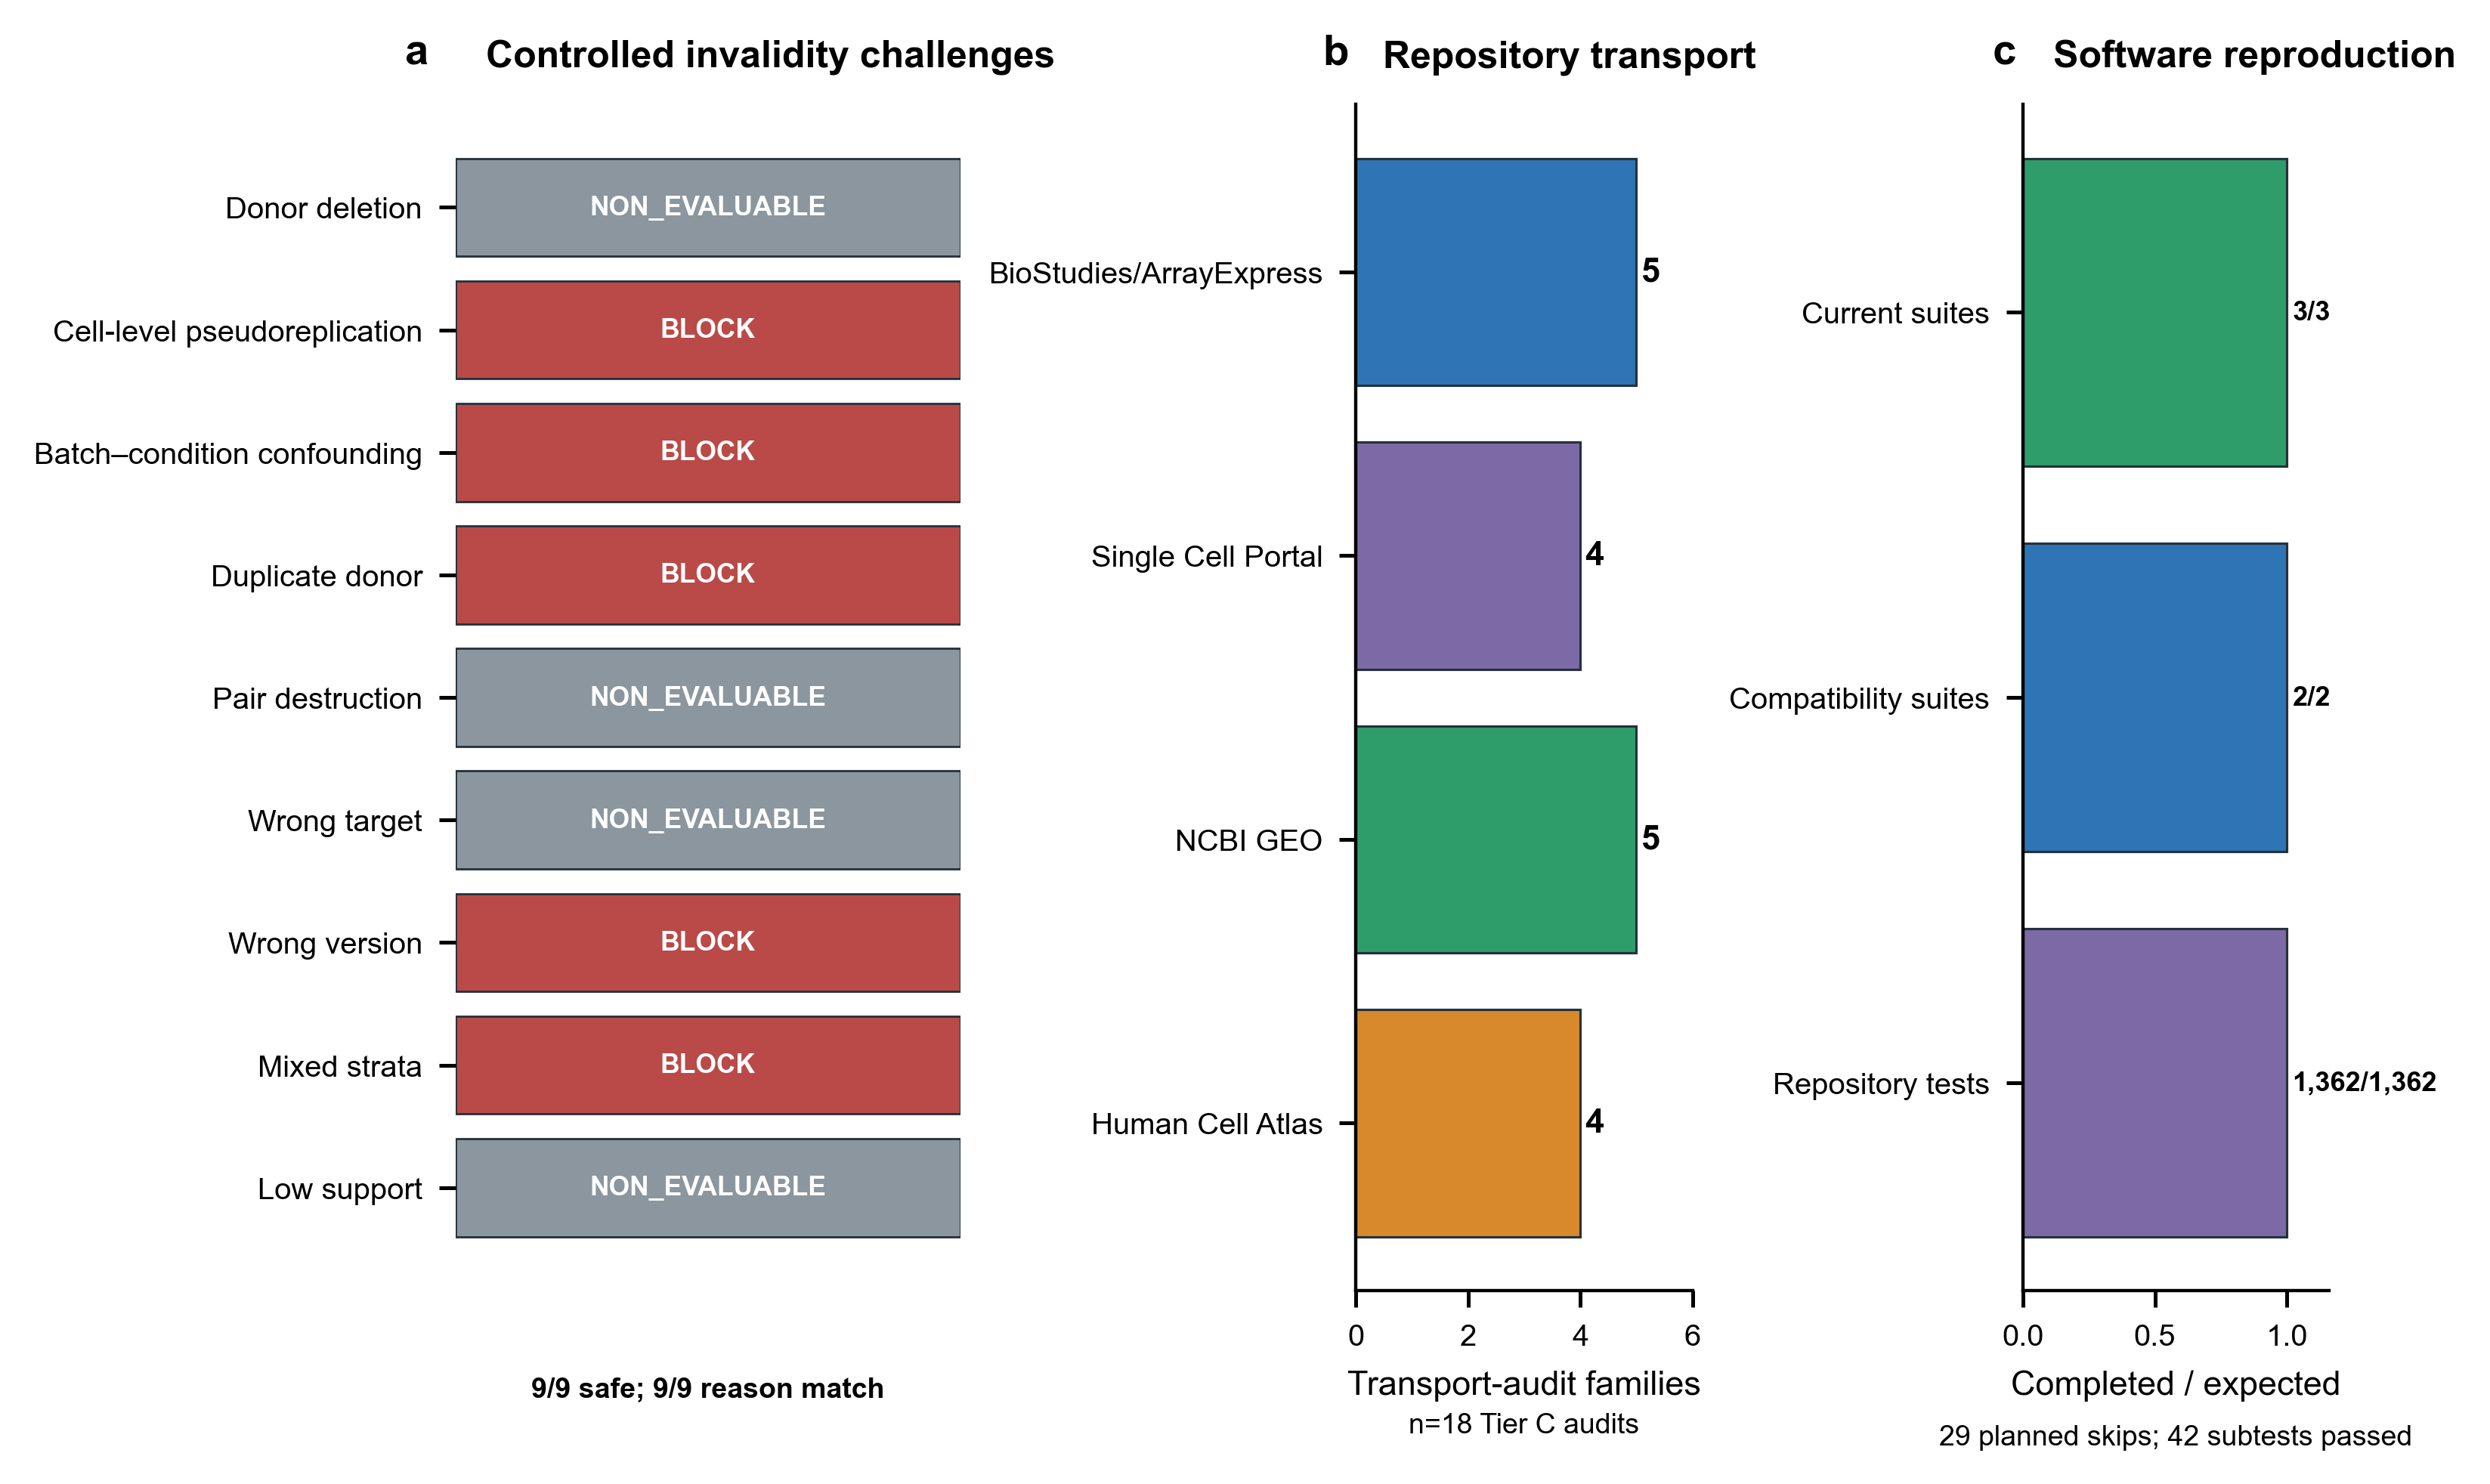 a Controlled invalidity challenges
Donor deletion NON_EVALUABLE
Cell-level pseudoreplication BLOCK
Batch–condition confounding BLOCK
Duplicate donor BLOCK
Pair destruction NON_EVALUABLE
Wrong target NON_EVALUABLE
Wrong version BLOCK
Mixed strata BLOCK
Low support NON_EVALUABLE
9/9 safe; 9/9 reason match
b Repository transport
BioStudies/ArrayExpress 5
Single Cell Portal 4
NCBI GEO 5
Human Cell Atlas 4
0 2 4 6
Transport-audit families
n=18 Tier C audits
c Software reproduction
Current suites 3/3
Compatibility suites 2/2
Repository tests 1,362/1,362
0.0 0.5 1.0
Completed / expected
29 planned skips; 42 subtests passed